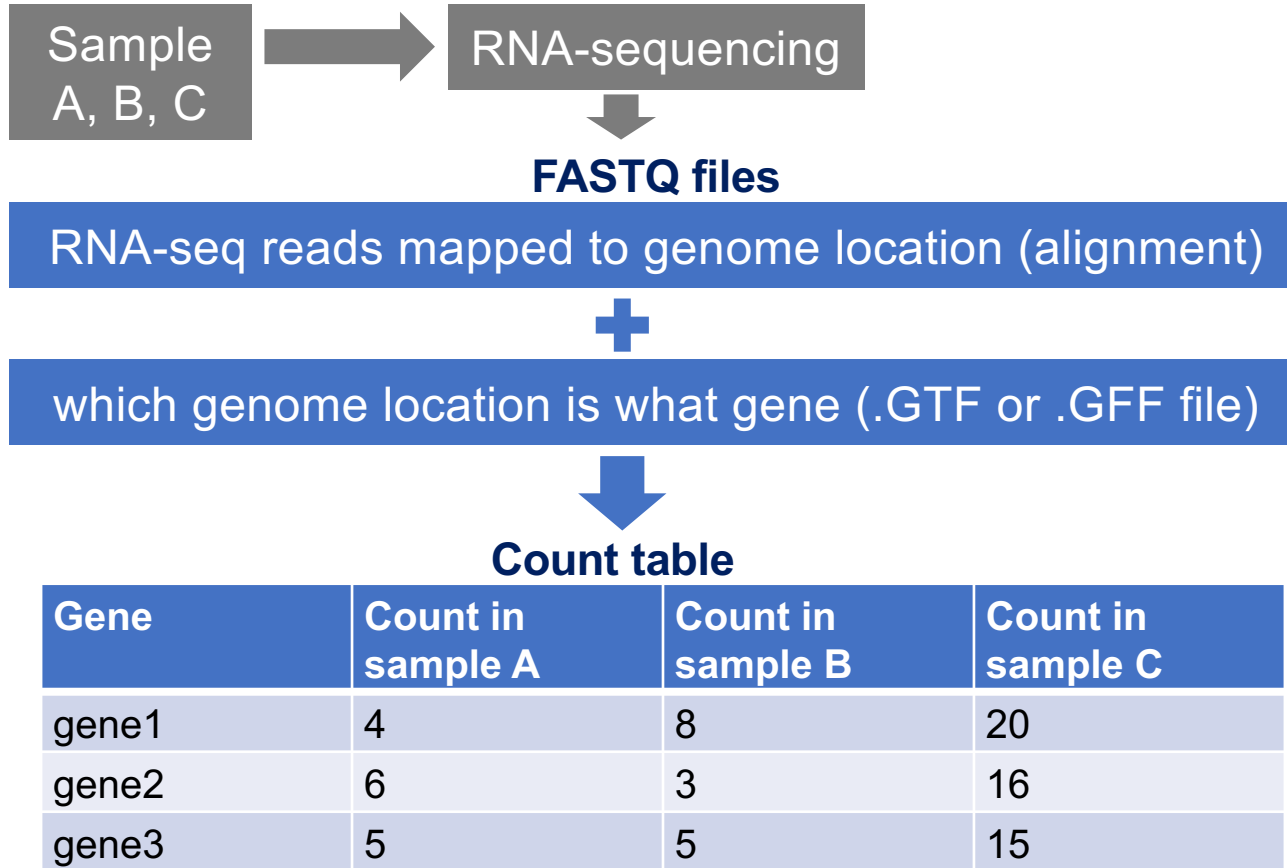 Sample
A, B, C
RNA-sequencing
FASTQ files
RNA-seq reads mapped to genome location (alignment)
which genome location is what gene (.GTF or .GFF file)
Count table
Gene Count in sample A Count in sample B Count in sample C
gene1 4 8 20
gene2 6 3 16
gene3 5 5 15